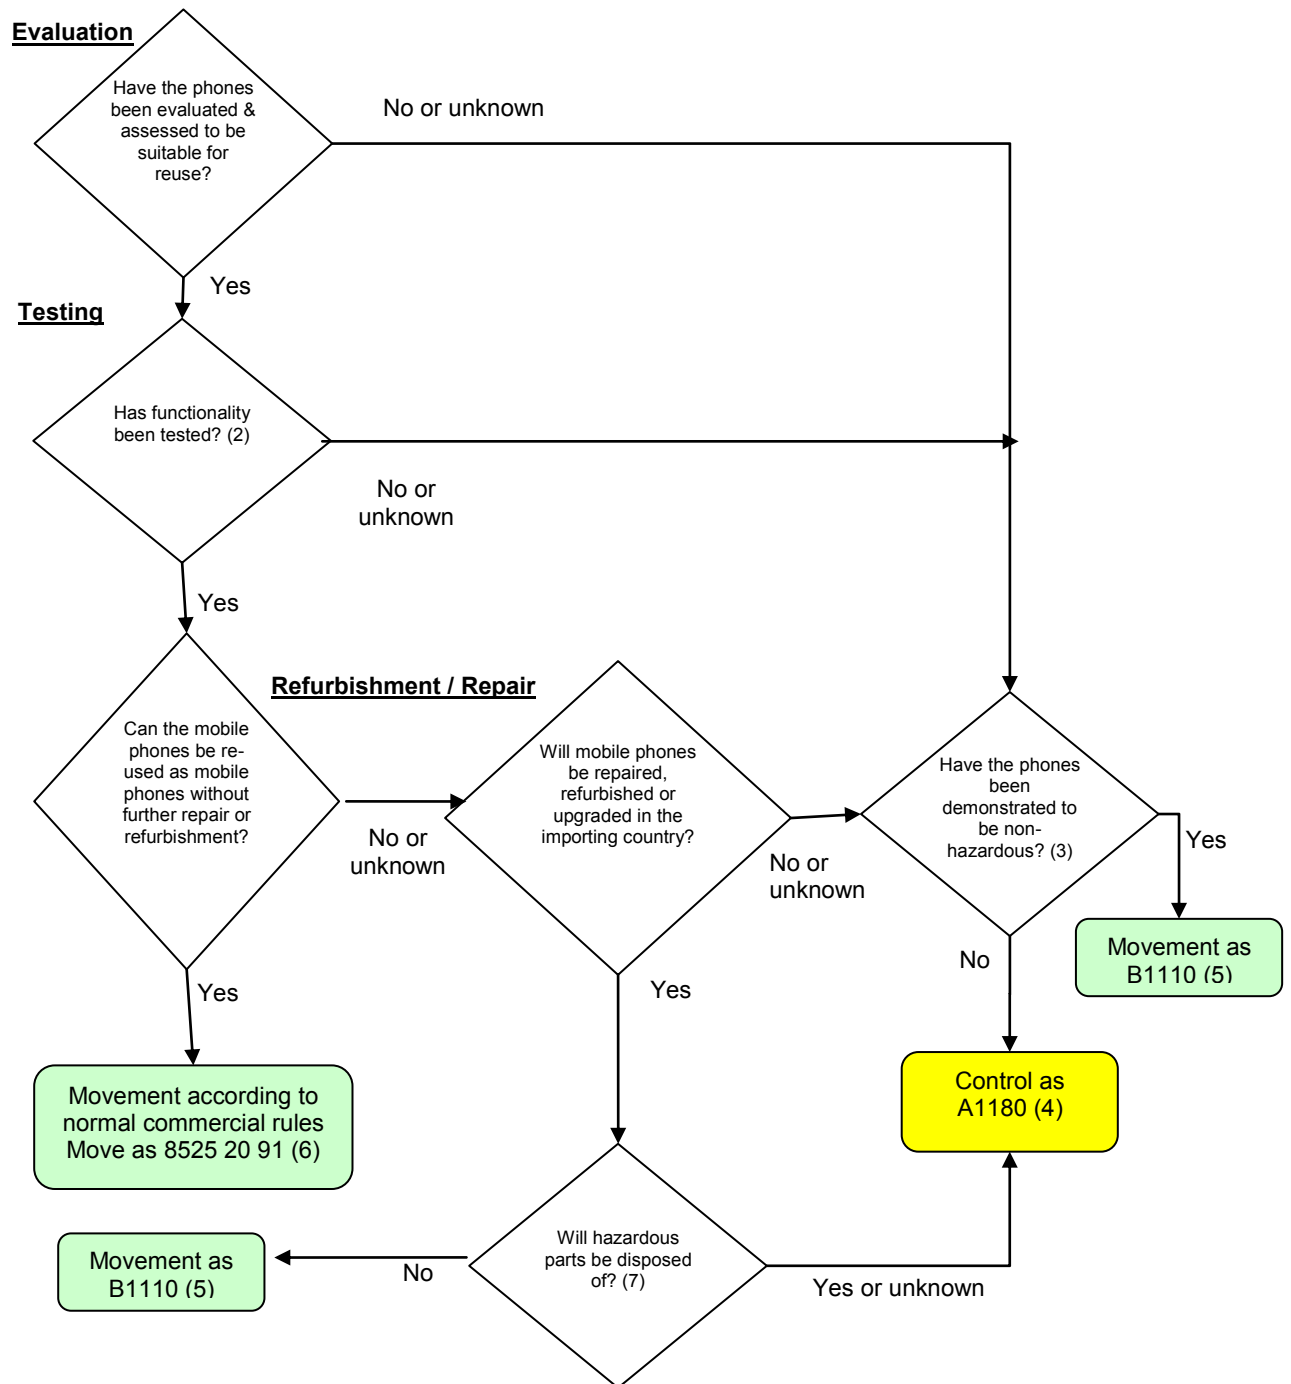 Evaluation
Have the phones
been evaluated &
assessed to be
suitable for
reuse?
No or unknown
Yes
Testing
Has functionality
been tested? (2)
No or
unknown
Yes
Refurbishment / Repair
Can the mobile
phones be re-
used as mobile
phones without
further repair or
refurbishment?
No or
unknown
Will mobile phones
be repaired,
refurbished or
upgraded in the
importing country?
No or
unknown
Have the phones
been
demonstrated to
be non-
hazardous? (3)
Yes
Movement as
B1110 (5)
No
Yes
Yes
Movement according to
normal commercial rules
Move as 8525 20 91 (6)
Control as
A1180 (4)
Will hazardous
parts be disposed
of? (7)
No
Movement as
B1110 (5)
Yes or unknown